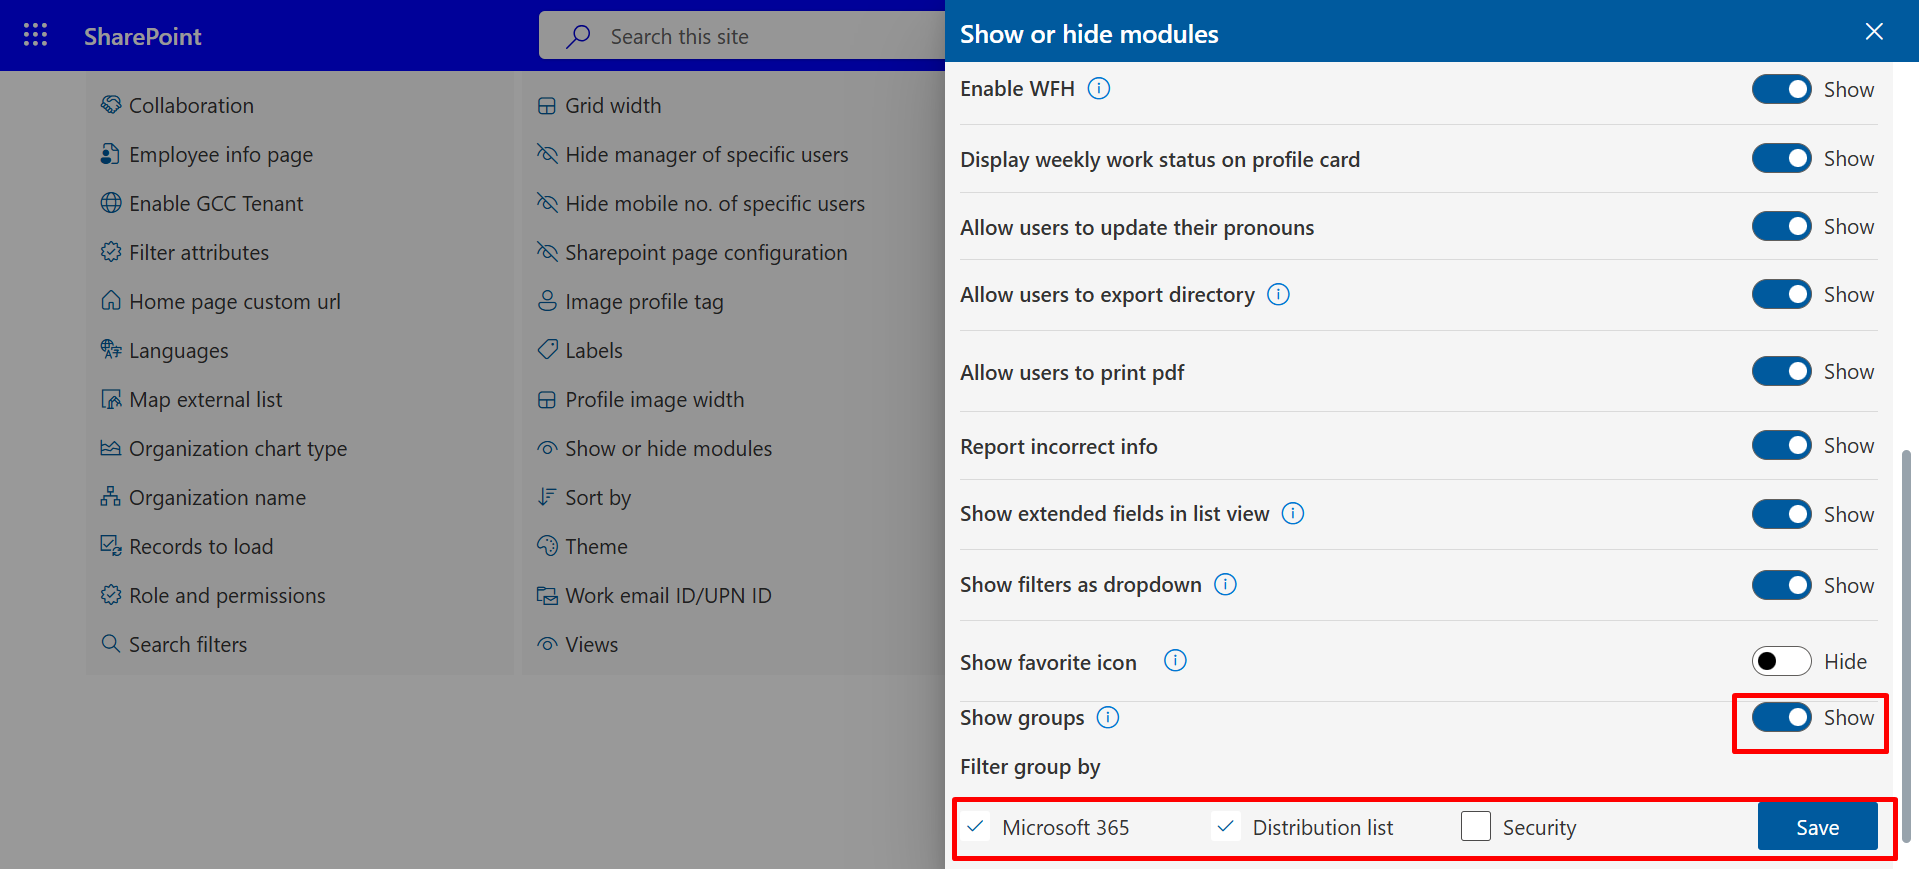 SharePoint
Search this site
Collaboration
Employee info page
Enable GCC Tenant
Filter attributes
Home page custom url
Languages
Map external list
Organization chart type
Organization name
Records to load
Role and permissions
Search filters
Grid width
Hide manager of specific users
Hide mobile no. of specific users
Sharepoint page configuration
Image profile tag
Labels
Profile image width
Show or hide modules
Sort by
Theme
Work email ID/UPN ID
Views
Show or hide modules
Enable WFH Show
Display weekly work status on profile card Show
Allow users to update their pronouns Show
Allow users to export directory Show
Allow users to print pdf Show
Report incorrect info Show
Show extended fields in list view Show
Show filters as dropdown Show
Show favorite icon Hide
Show groups Show
Filter group by
Microsoft 365 Distribution list Security Save